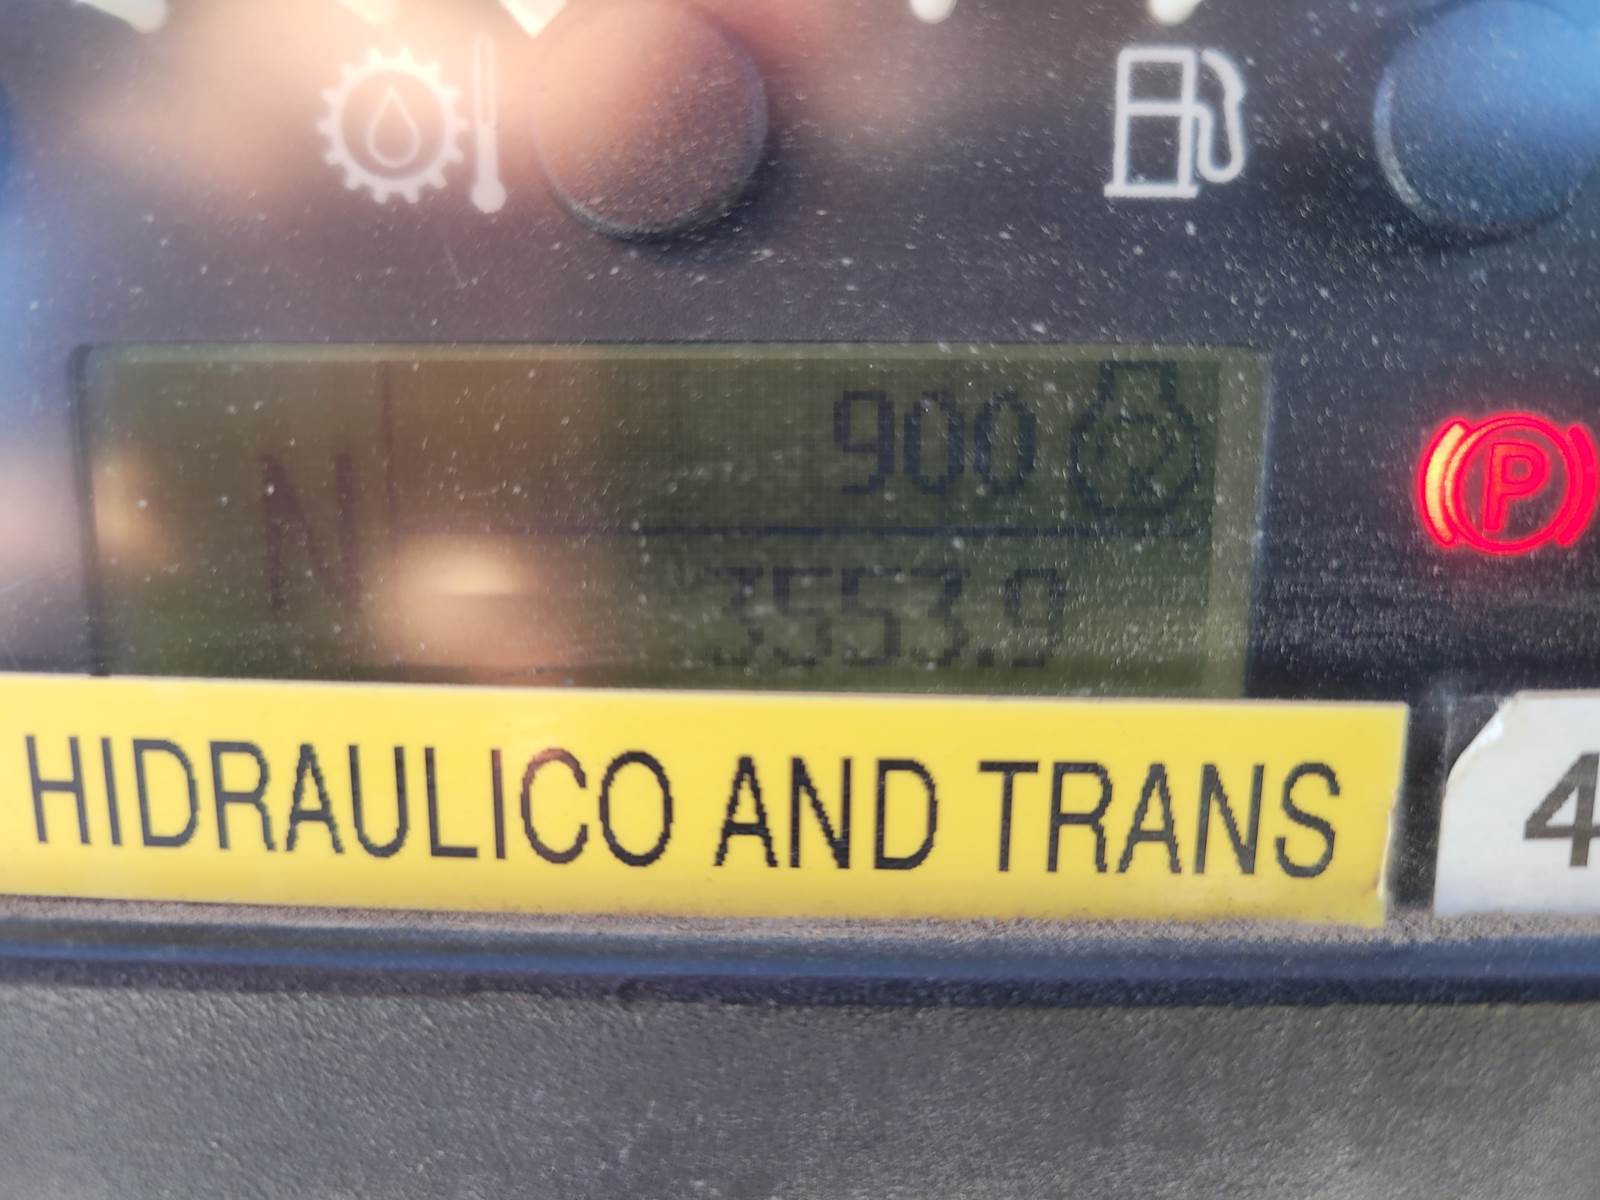 900
N
3553.9
P
HIDRAULICO AND TRANS
4